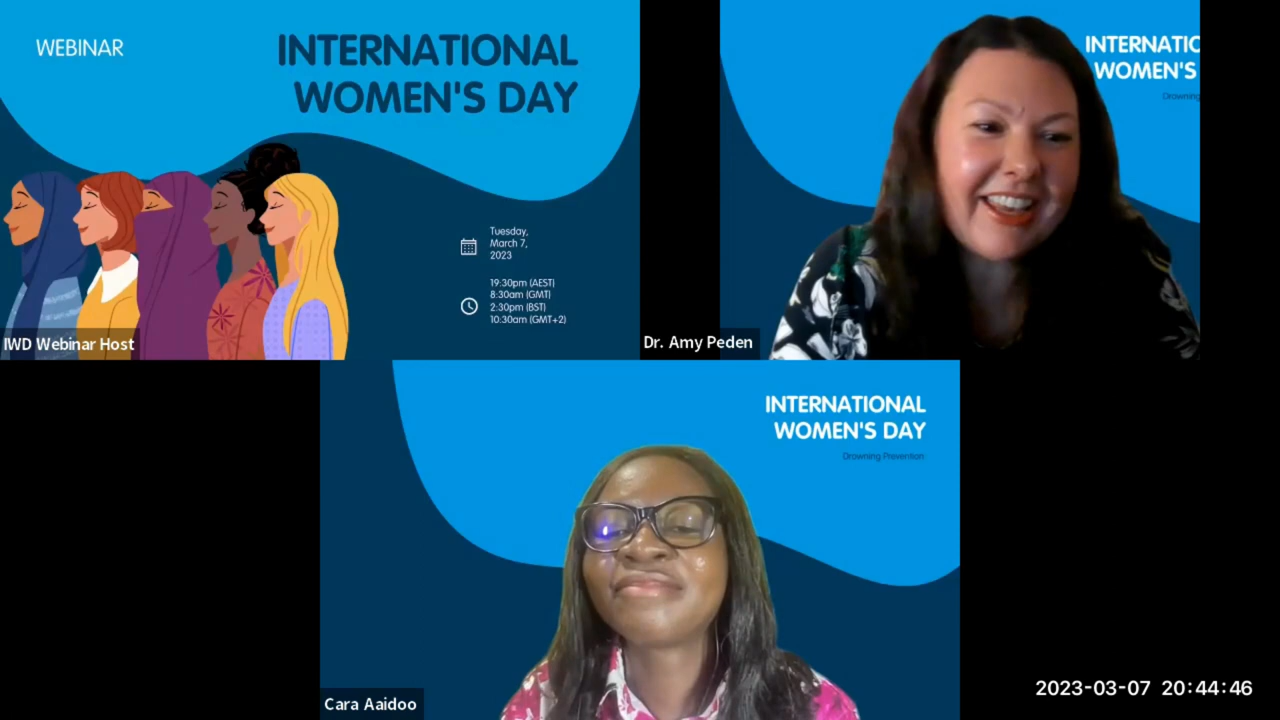 WEBINAR
INTERNATIONAL
WOMEN'S DAY
Tuesday,
March 7,
2023
19:30pm (AEST)
8:30am (GMT)
2:30pm (BST)
10:30am (GMT+2)
IWD Webinar Host
INTERNATIO
WOMEN'S
Drowning
Dr. Amy Peden
INTERNATIONAL
WOMEN'S DAY
Drowning Prevention
Cara Aaidoo
2023-03-07 20:44:46